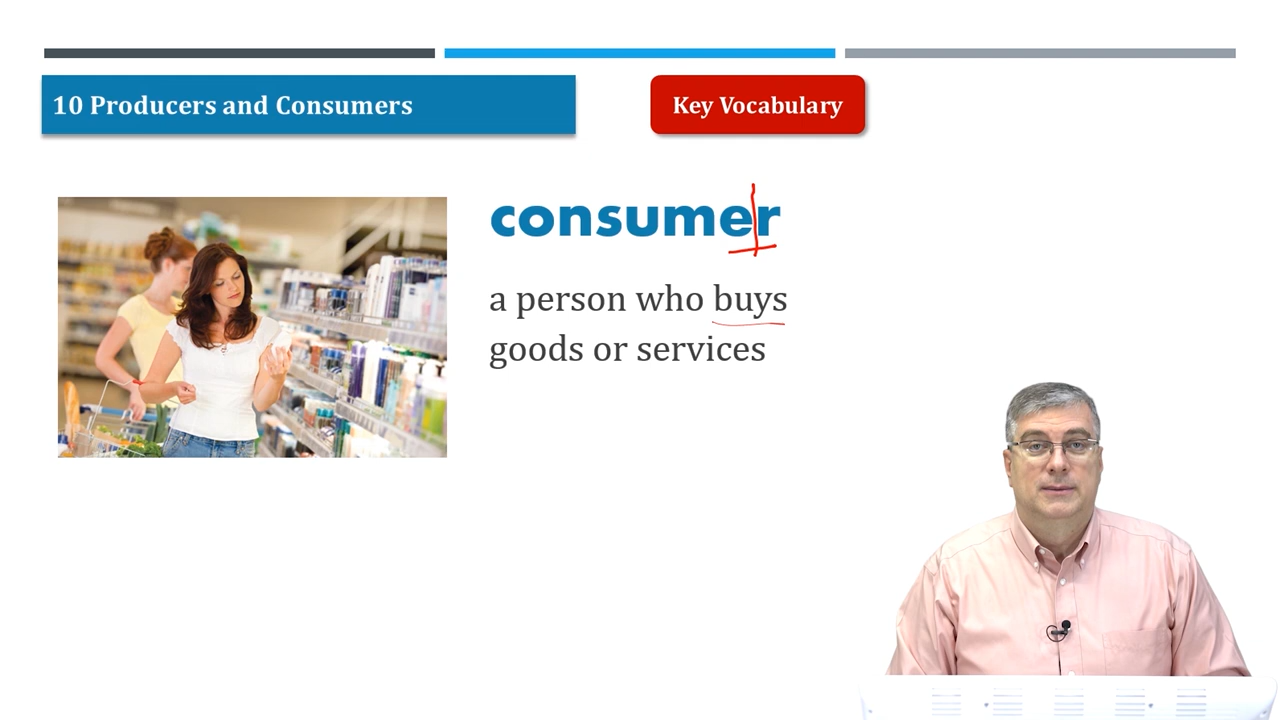 10 Producers and Consumers
Key Vocabulary
consumer
a person who buys
goods or services